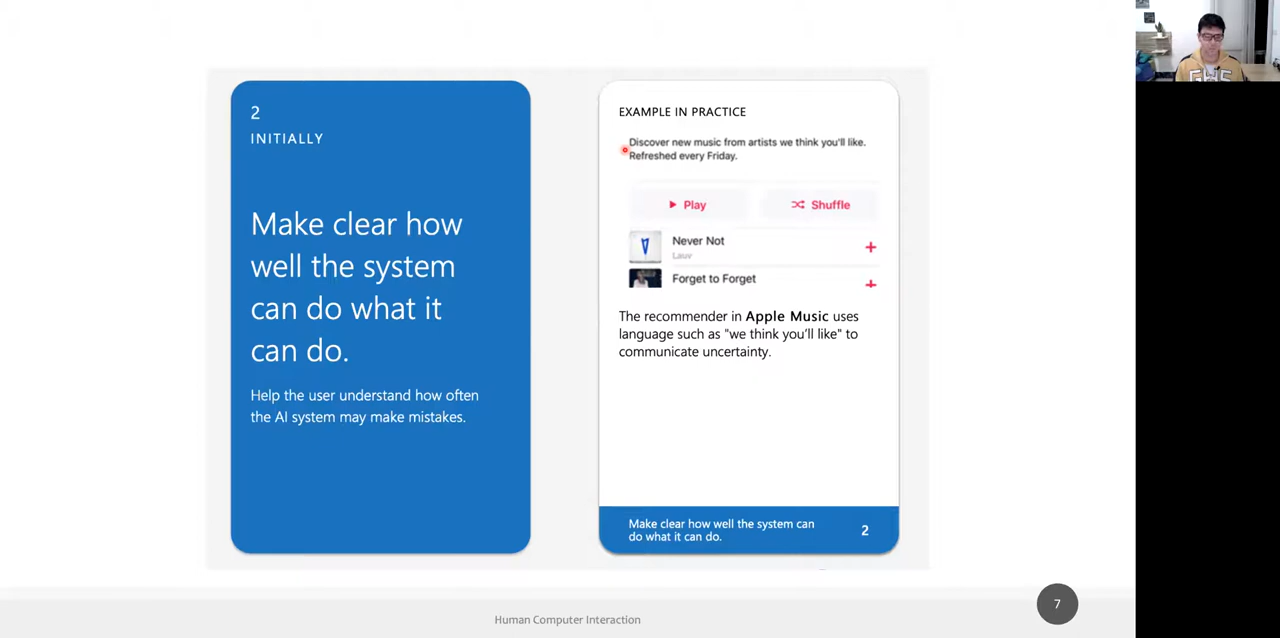 2
INITIALLY
Make clear how
well the system
can do what it
can do.
Help the user understand how often
the AI system may make mistakes.
EXAMPLE IN PRACTICE
Discover new music from artists we think you'll like.
Refreshed every Friday.
Play
Shuffle
Never Not
Lauv
Forget to Forget
The recommender in Apple Music uses
language such as "we think you'll like" to
communicate uncertainty.
Make clear how well the system can
do what it can do.
2
Human Computer Interaction
7